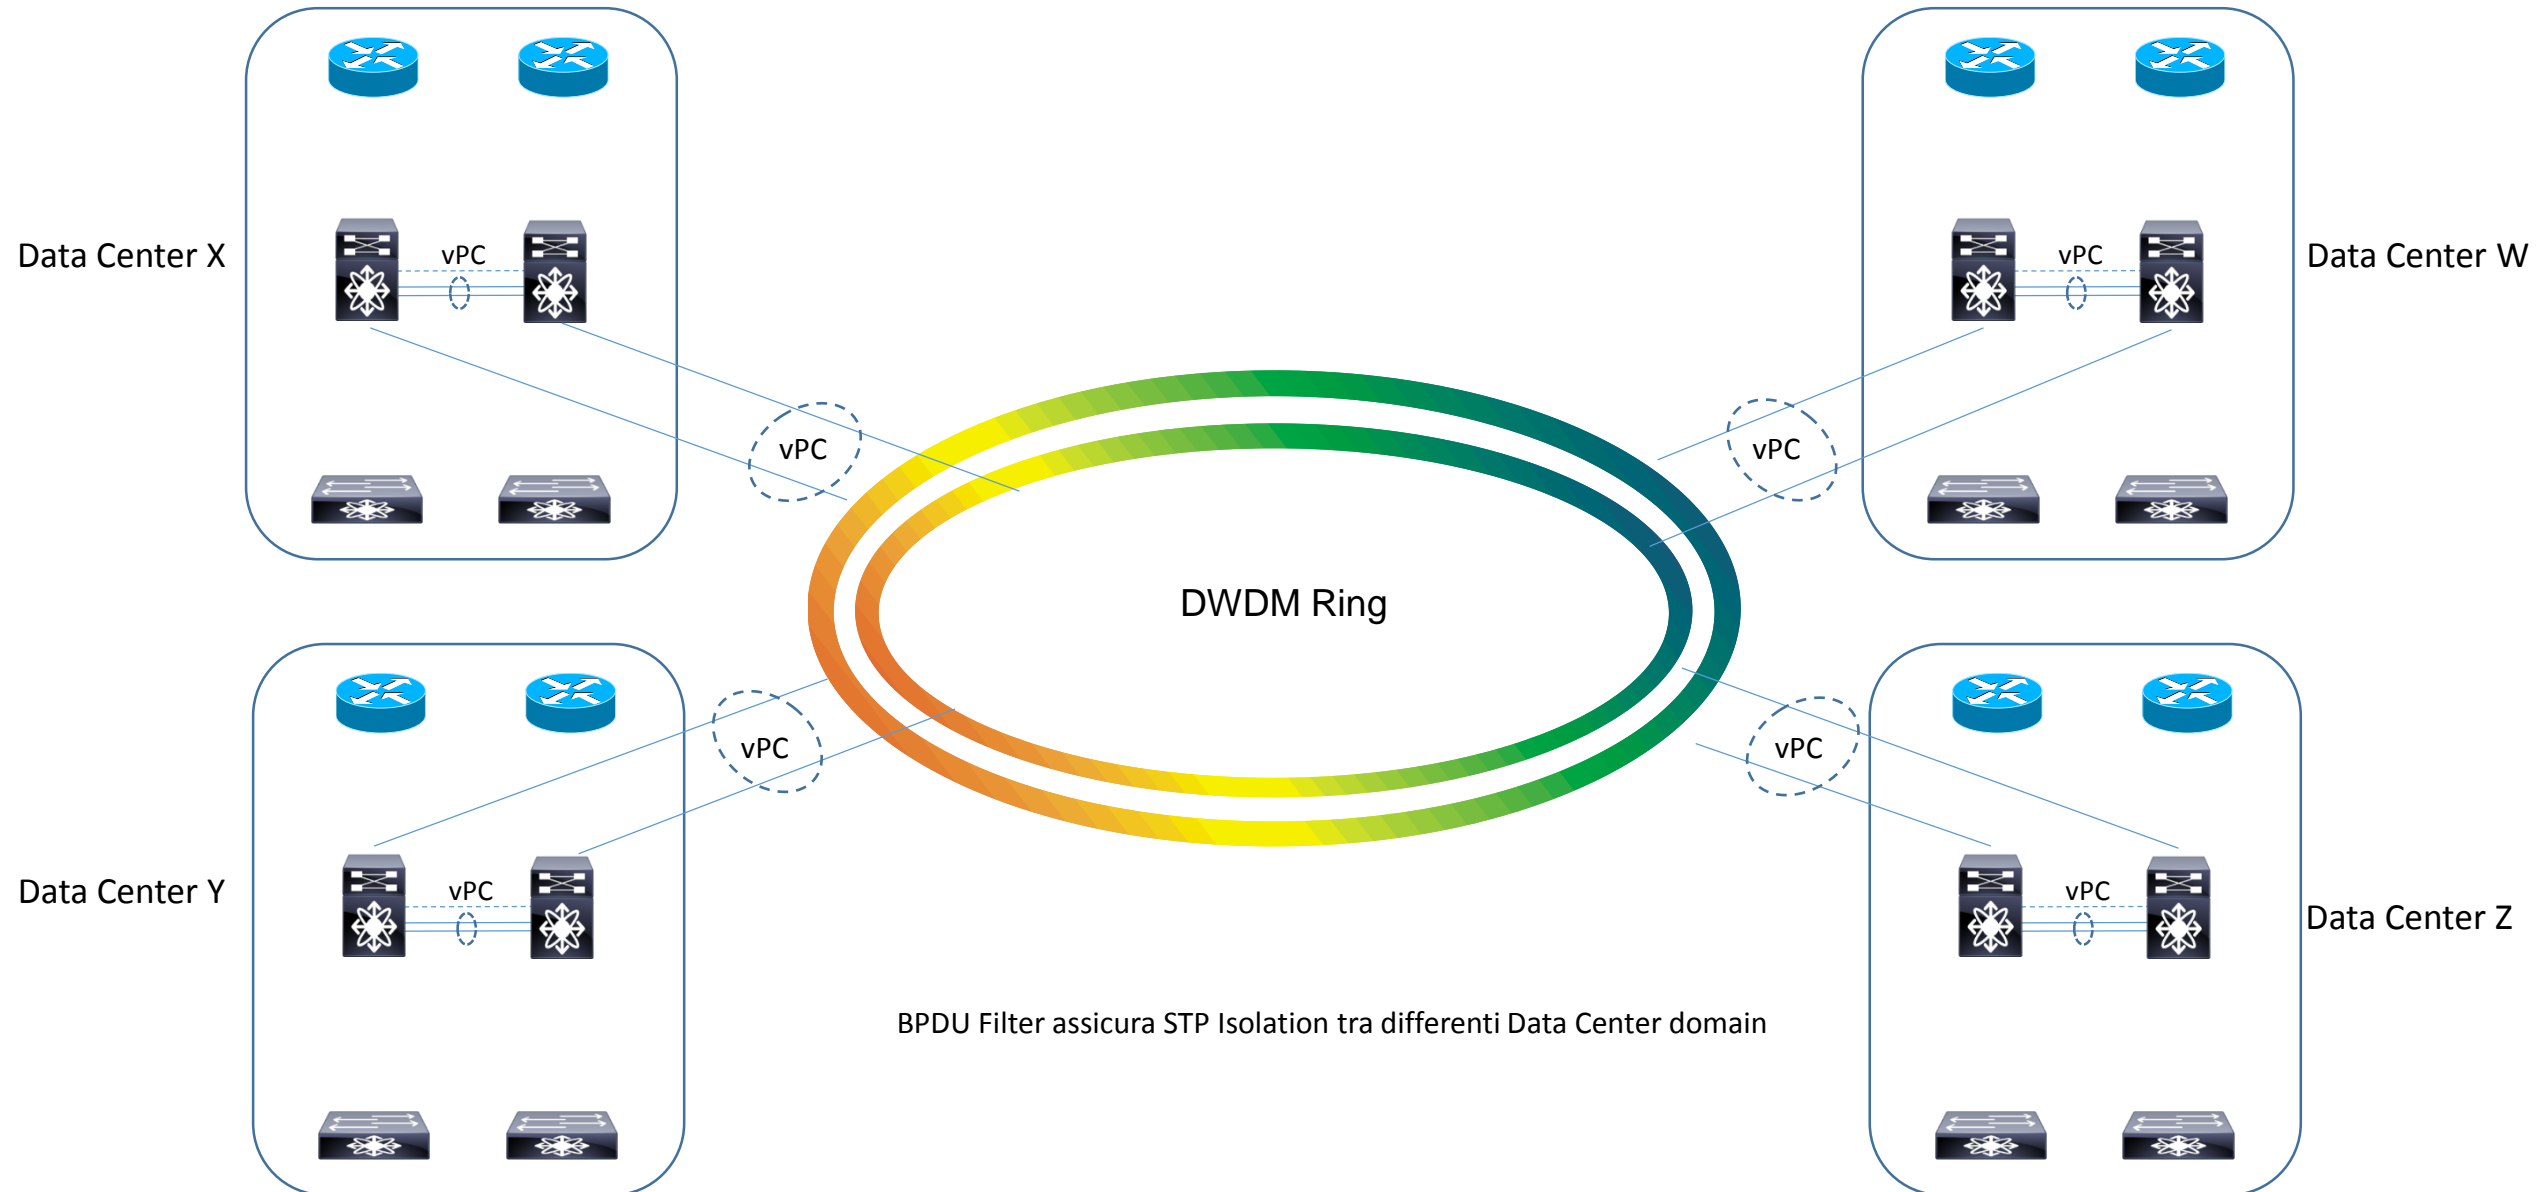 vPC
vPC
Data Center X
Data Center W
vPC
vPC
DWDM Ring
vPC
vPC
vPC
vPC
Data Center Y
Data Center Z
BPDU Filter assicura STP Isolation tra differenti Data Center domain